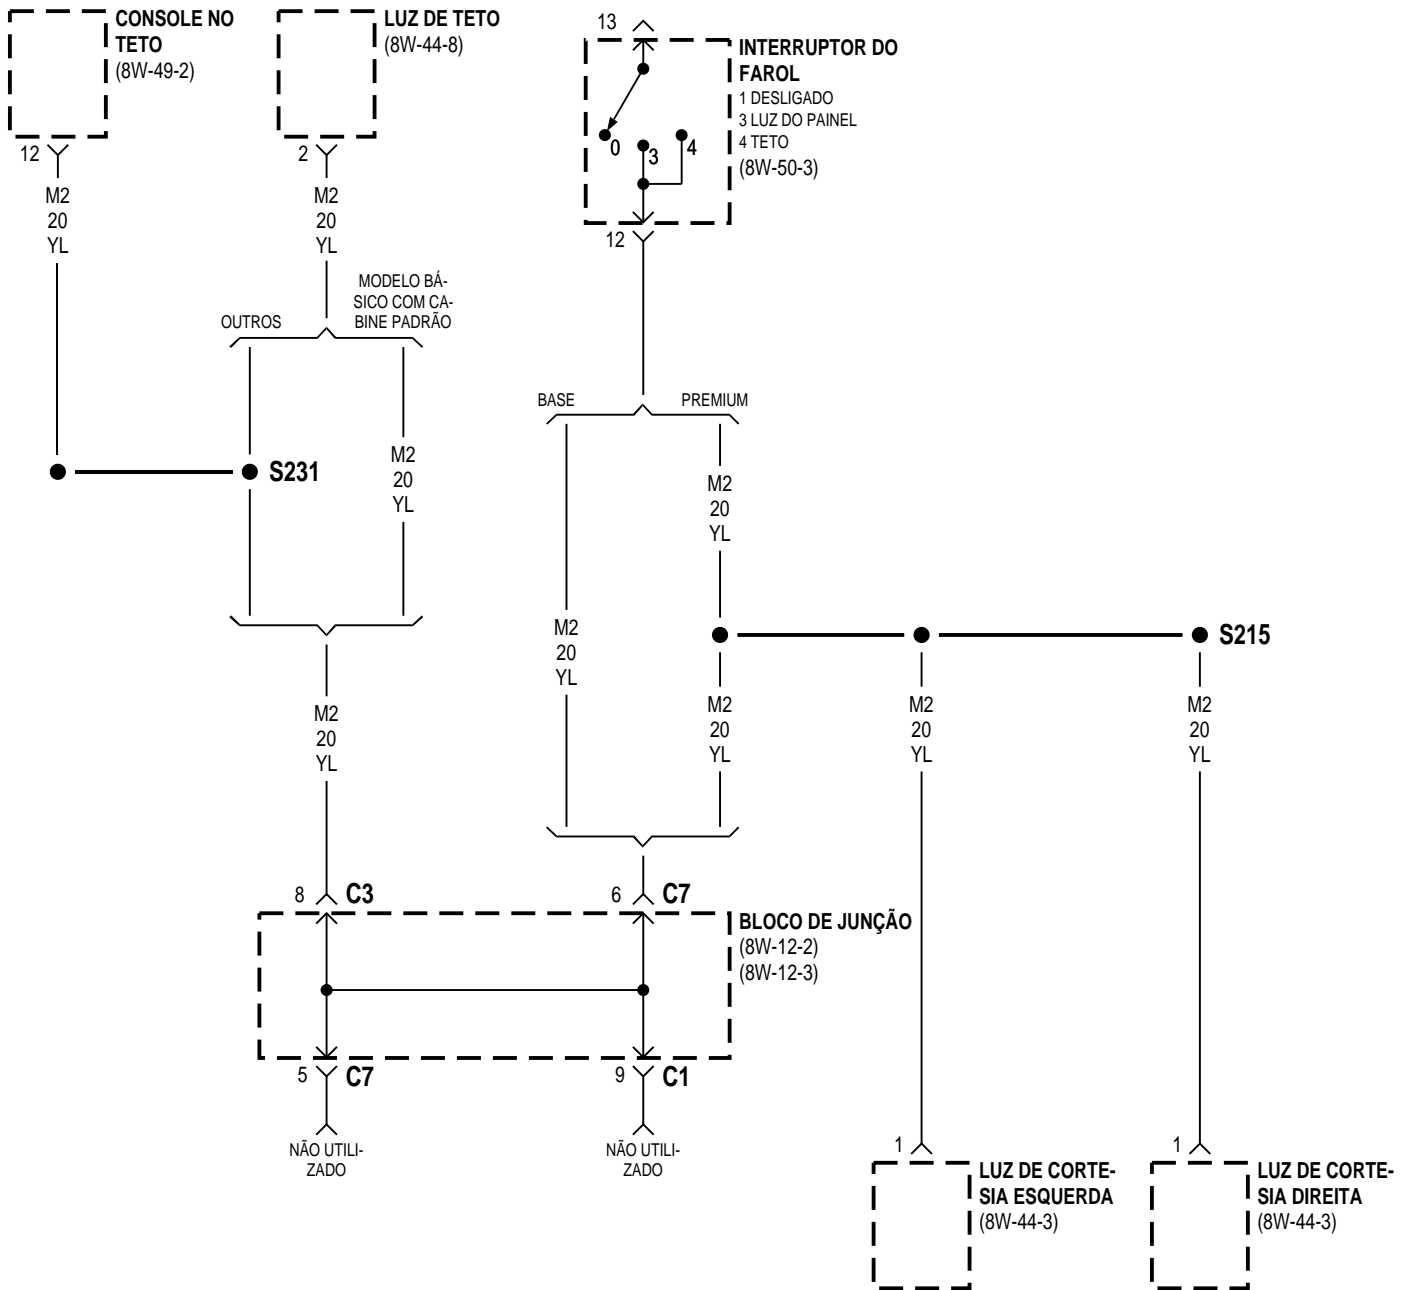 CONSOLE NO
TETO
(8W-49-2)
12
M2
20
YL
LUZ DE TETO
(8W-44-8)
2
M2
20
YL
13
INTERRUPTOR DO
FAROL
1 DESLIGADO
3 LUZ DO PAINEL
4 TETO
(8W-50-3)
0
3
4
12
OUTROS
MODELO BÁ-
SICO COM CA-
BINE PADRÃO
M2
20
YL
S231
BASE
PREMIUM
M2
20
YL
M2
20
YL
S215
M2
20
YL
M2
20
YL
M2
20
YL
M2
20
YL
8
C3
6
C7
BLOCO DE JUNÇÃO
(8W-12-2)
(8W-12-3)
5
C7
9
C1
NÃO UTILI-
ZADO
NÃO UTILI-
ZADO
1
LUZ DE CORTE-
SIA ESQUERDA
(8W-44-3)
1
LUZ DE CORTE-
SIA DIREITA
(8W-44-3)